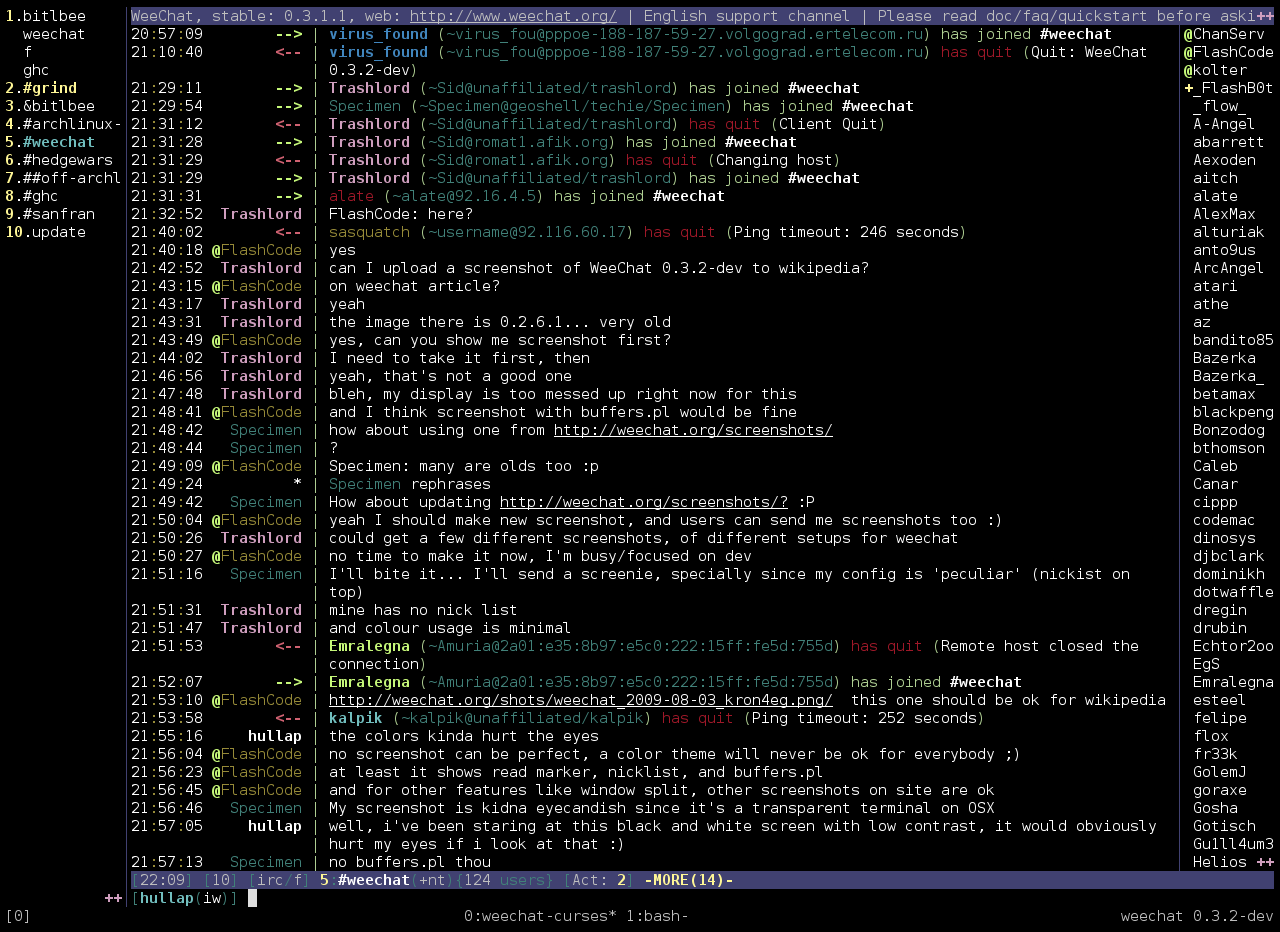 1.bitlbee
weechat
f
ghc
2.#grind
3.&bitlbee
4.#archlinux-
5.#weechat
6.#hedgewars
7.##off-archl
8.#ghc
9.#sanfran
10.update
++
WeeChat, stable: 0.3.1.1, web: http://www.weechat.org/ | English support channel | Please read doc/faq/quickstart before aski++
20:57:09 --> | virus_found (~virus_fou@pppoe-188-187-59-27.volgograd.ertelecom.ru) has joined #weechat
21:10:40 <-- | virus_found (~virus_fou@pppoe-188-187-59-27.volgograd.ertelecom.ru) has quit (Quit: WeeChat
| 0.3.2-dev)
21:29:11 --> | Trashlord (~Sid@unaffiliated/trashlord) has joined #weechat
21:29:54 --> | Specimen (~Specimen@geoshell/techie/Specimen) has joined #weechat
21:31:12 <-- | Trashlord (~Sid@unaffiliated/trashlord) has quit (Client Quit)
21:31:28 --> | Trashlord (~Sid@romat1.afik.org) has joined #weechat
21:31:29 <-- | Trashlord (~Sid@romat1.afik.org) has quit (Changing host)
21:31:29 --> | Trashlord (~Sid@unaffiliated/trashlord) has joined #weechat
21:31:31 --> | alate (~alate@92.16.4.5) has joined #weechat
21:32:52 Trashlord | FlashCode: here?
21:40:02 <-- | sasquatch (~username@92.116.60.17) has quit (Ping timeout: 246 seconds)
21:40:18 @FlashCode | yes
21:42:52 Trashlord | can I upload a screenshot of WeeChat 0.3.2-dev to wikipedia?
21:43:15 @FlashCode | on weechat article?
21:43:17 Trashlord | yeah
21:43:31 Trashlord | the image there is 0.2.6.1... very old
21:43:49 @FlashCode | yes, can you show me screenshot first?
21:44:02 Trashlord | I need to take it first, then
21:46:56 Trashlord | yeah, that's not a good one
21:47:48 Trashlord | bleh, my display is too messed up right now for this
21:48:41 @FlashCode | and I think screenshot with buffers.pl would be fine
21:48:42 Specimen | how about using one from http://weechat.org/screenshots/
21:48:44 Specimen | ?
21:49:09 @FlashCode | Specimen: many are olds too :p
21:49:24 * | Specimen rephrases
21:49:42 Specimen | How about updating http://weechat.org/screenshots/? :P
21:50:04 @FlashCode | yeah I should make new screenshot, and users can send me screenshots too :)
21:50:26 Trashlord | could get a few different screenshots, of different setups for weechat
21:50:27 @FlashCode | no time to make it now, I'm busy/focused on dev
21:51:16 Specimen | I'll bite it... I'll send a screenie, specially since my config is 'peculiar' (nickist on
| top)
21:51:31 Trashlord | mine has no nick list
21:51:47 Trashlord | and colour usage is minimal
21:51:53 <-- | Emralegna (~Amuria@2a01:e35:8b97:e5c0:222:15ff:fe5d:755d) has quit (Remote host closed the
| connection)
21:52:07 --> | Emralegna (~Amuria@2a01:e35:8b97:e5c0:222:15ff:fe5d:755d) has joined #weechat
21:53:10 @FlashCode | http://weechat.org/shots/weechat_2009-08-03_kron4eg.png/ this one should be ok for wikipedia
21:53:58 <-- | kalpik (~kalpik@unaffiliated/kalpik) has quit (Ping timeout: 252 seconds)
21:55:16 hullap | the colors kinda hurt the eyes
21:56:04 @FlashCode | no screenshot can be perfect, a color theme will never be ok for everybody ;)
21:56:23 @FlashCode | at least it shows read marker, nicklist, and buffers.pl
21:56:45 @FlashCode | and for other features like window split, other screenshots on site are ok
21:56:46 Specimen | My screenshot is kidna eyecandish since it's a transparent terminal on OSX
21:57:05 hullap | well, i've been staring at this black and white screen with low contrast, it would obviously
| hurt my eyes if i look at that :)
21:57:13 Specimen | no buffers.pl thou
@ChanServ
@FlashCode
@kolter
+_FlashB0t
_flow_
A-Angel
abarrett
Aexoden
aitch
alate
AlexMax
alturiak
anto9us
ArcAngel
atari
athe
az
bandito85
Bazerka
Bazerka_
betamax
blackpeng
Bonzodog
bthomson
Caleb
Canar
cippp
codemac
dinosys
djbclark
dominikh
dotwaffle
dregin
drubin
Echtor2oo
EgS
Emralegna
esteel
felipe
flox
fr33k
GolemJ
goraxe
Gosha
Gotisch
Gu1ll4um3
Helios ++
[22:09] [10] [irc/f] 5:#weechat(+nt){124 users} [Act: 2] -MORE(14)-
[hullap(iw)]
[0] 0:weechat-curses* 1:bash- weechat 0.3.2-dev